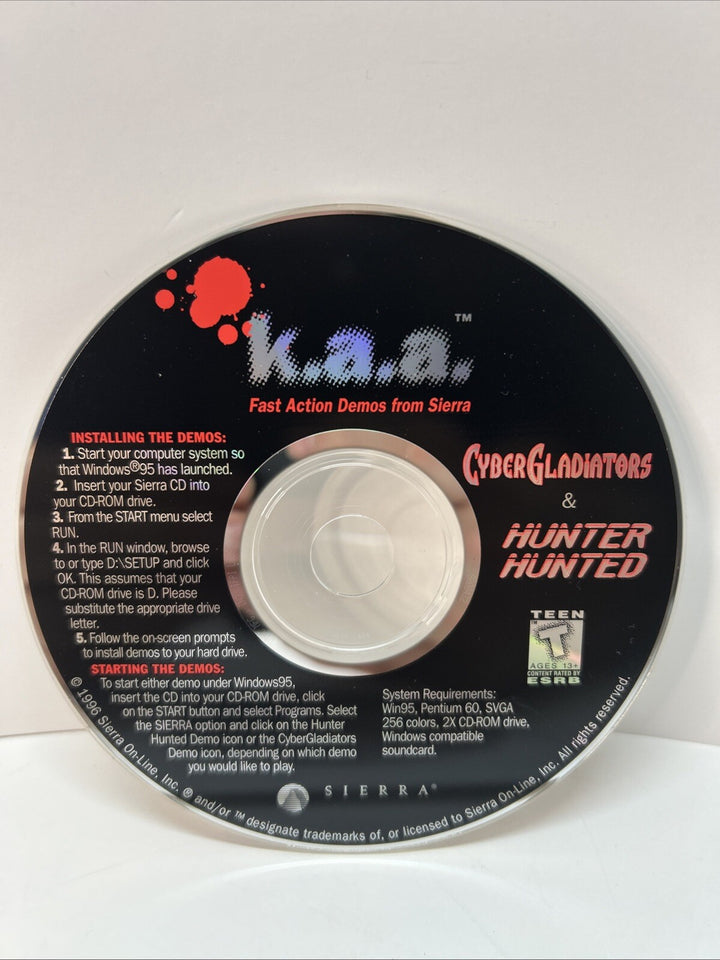 k.a.a.™
Fast Action Demos from Sierra
INSTALLING THE DEMOS:
1. Start your computer system so
that Windows®95 has launched.
2. Insert your Sierra CD into
your CD-ROM drive.
3. From the START menu select
RUN.
4. In the RUN window, browse
to or type D:\SETUP and click
OK. This assumes that your
CD-ROM drive is D. Please
substitute the appropriate drive
letter.
5. Follow the on-screen prompts
to install demos to your hard drive.
STARTING THE DEMOS:
To start either demo under Windows95,
insert the CD into your CD-ROM drive, click
on the START button and select Programs. Select
the SIERRA option and click on the Hunter
Hunted Demo icon or the CyberGladiators
Demo icon, depending on which demo
you would like to play.
CYBERGLADIATORS
&
HUNTER
HUNTED
TEEN
T
AGES 13+
CONTENT RATED BY
ESRB
System Requirements:
Win95, Pentium 60, SVGA
256 colors, 2X CD-ROM drive,
Windows compatible
soundcard.
SIERRA®
© 1996 Sierra On-Line, Inc. ® and/or ™ designate trademarks of, or licensed to Sierra On-Line, Inc. All rights reserved.